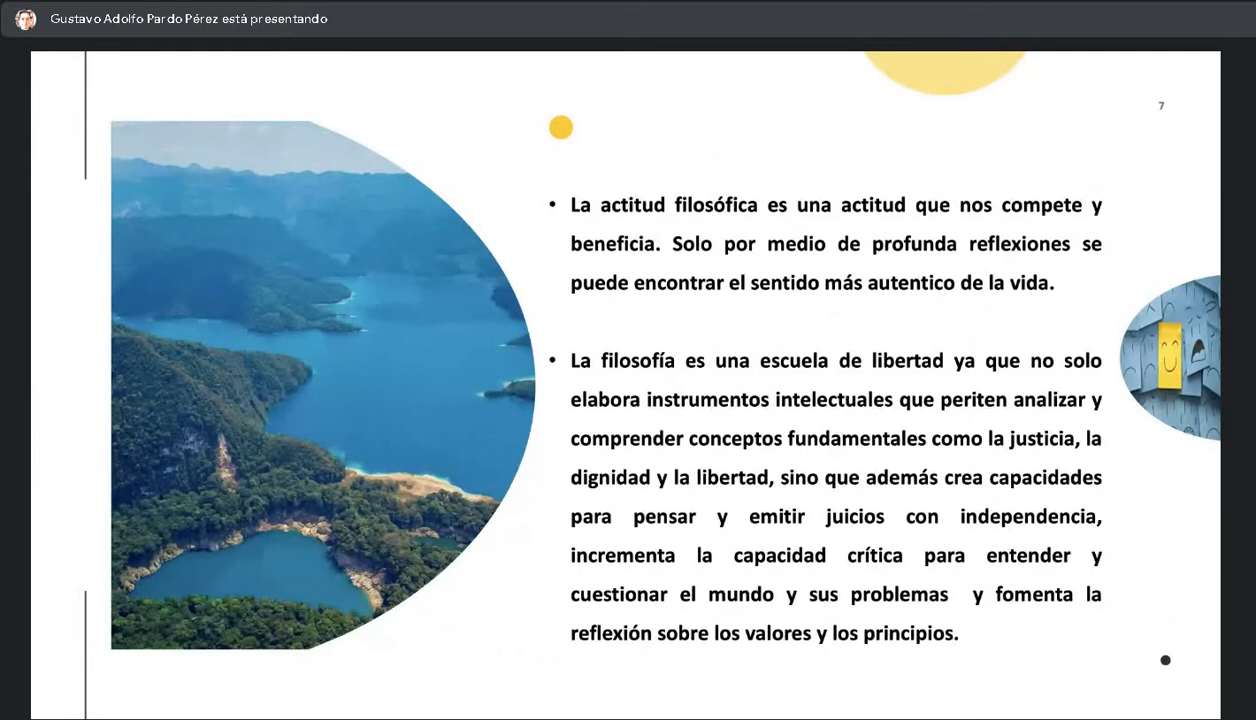 Gustavo Adolfo Pardo Pérez está presentando
7
• La actitud filosófica es una actitud que nos compete y
beneficia. Solo por medio de profunda reflexiones se
puede encontrar el sentido más autentico de la vida.
• La filosofía es una escuela de libertad ya que no solo
elabora instrumentos intelectuales que periten analizar y
comprender conceptos fundamentales como la justicia, la
dignidad y la libertad, sino que además crea capacidades
para pensar y emitir juicios con independencia,
incrementa la capacidad crítica para entender y
cuestionar el mundo y sus problemas y fomenta la
reflexión sobre los valores y los principios.